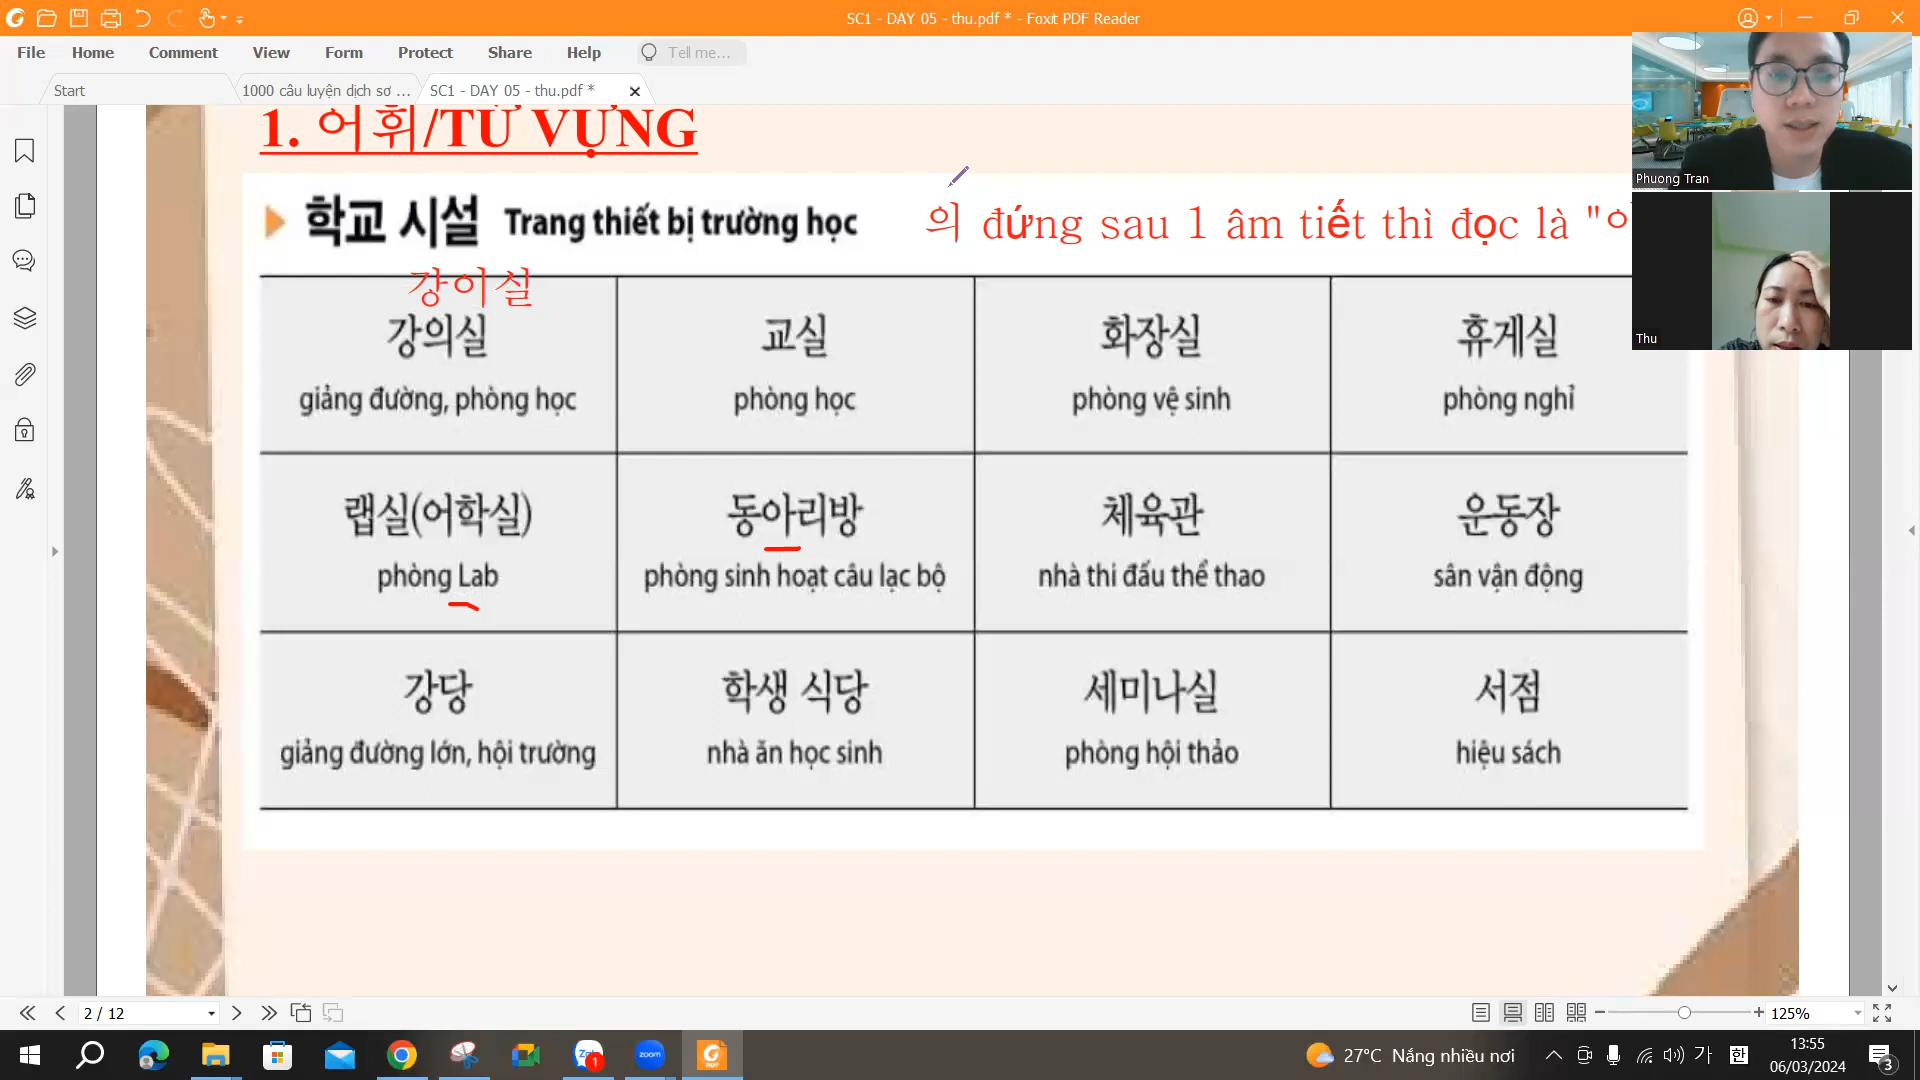 SC1 - DAY 05 - thu.pdf * - Foxit PDF Reader
File Home Comment View Form Protect Share Help Tell me...
Start 1000 câu luyện dịch sơ ... SC1 - DAY 05 - thu.pdf *
1. 어휘/TỪ VỰNG
학교 시설 Trang thiết bị trường học
의 đứng sau 1 âm tiết thì đọc là "이
강이실
강의실 교실 화장실 휴게실
giảng đường, phòng học phòng học phòng vệ sinh phòng nghỉ
랩실(어학실) 동아리방 체육관 운동장
phòng Lab phòng sinh hoạt câu lạc bộ nhà thi đấu thể thao sân vận động
강당 학생 식당 세미나실 서점
giảng đường lớn, hội trường nhà ăn học sinh phòng hội thảo hiệu sách
Phuong Tran
Thu
2 / 12 125%
zoom 1 27°C Nắng nhiều nơi 가 한 13:55
06/03/2024 3